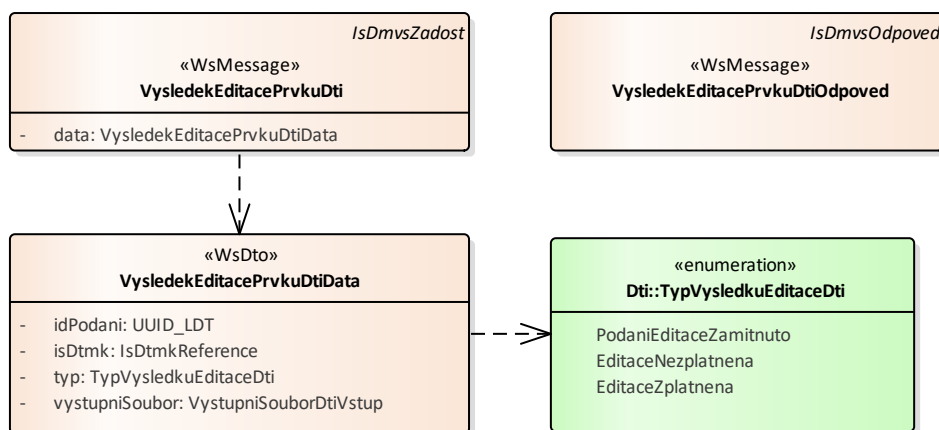 IsDmvsZadost
«WsMessage»
VysledekEditacePrvkuDti
- data: VysledekEditacePrvkuDtiData
IsDmvsOdpoved
«WsMessage»
VysledekEditacePrvkuDtiOdpoved
«WsDto»
VysledekEditacePrvkuDtiData
- idPodani: UUID_LDT
- isDtmk: IsDtmkReference
- typ: TypVysledkuEditaceDti
- vystupniSoubor: VystupniSouborDtiVstup
«enumeration»
Dti::TypVysledkuEditaceDti
PodaniEditaceZamitnuto
EditaceNezplatnena
EditaceZplatnena